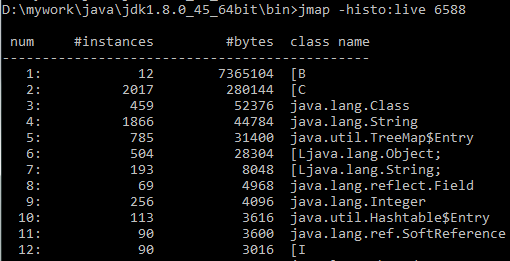 D:\mywork\java\jdk1.8.0_45_64bit\bin>jmap -histo:live 6588
num #instances #bytes class name
----------------------------------------------
1: 12 7365104 [B
2: 2017 280144 [C
3: 459 52376 java.lang.Class
4: 1866 44784 java.lang.String
5: 785 31400 java.util.TreeMap$Entry
6: 504 28304 [Ljava.lang.Object;
7: 193 8048 [Ljava.lang.String;
8: 69 4968 java.lang.reflect.Field
9: 256 4096 java.lang.Integer
10: 113 3616 java.util.Hashtable$Entry
11: 90 3600 java.lang.ref.SoftReference
12: 90 3016 [I